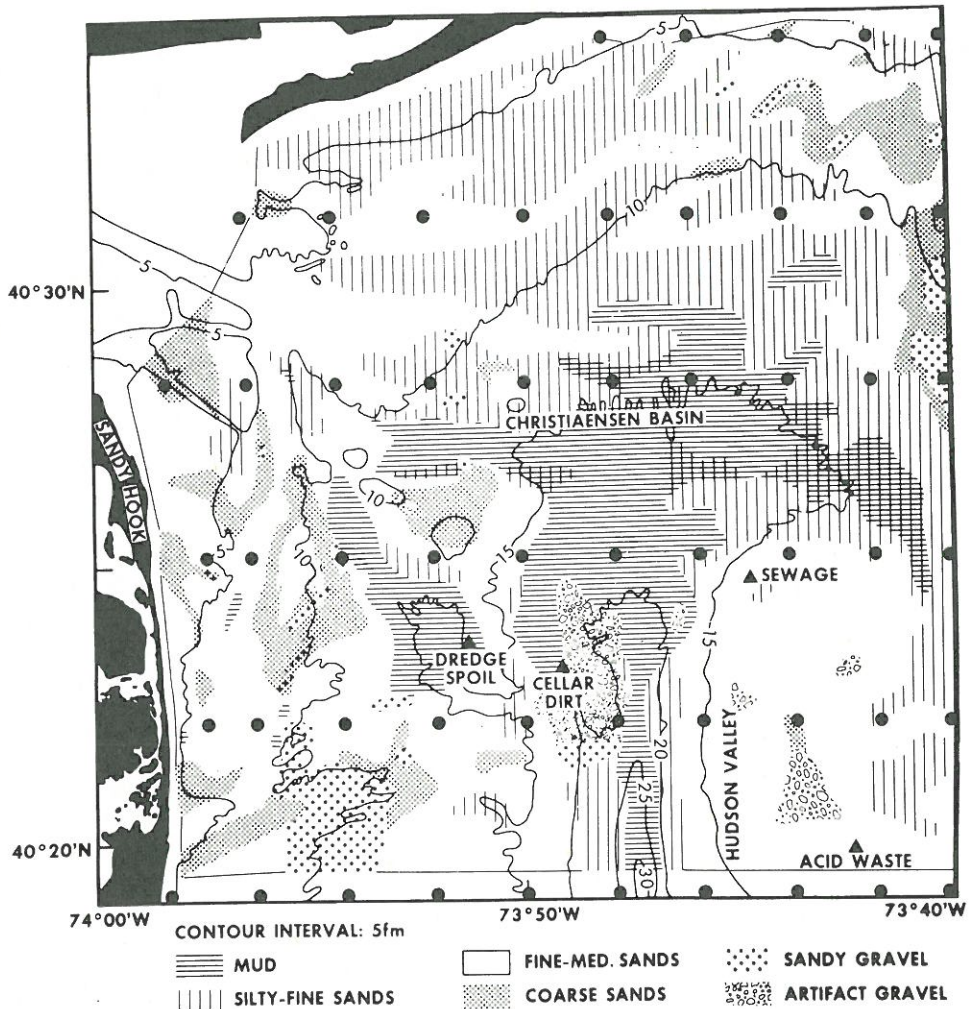 5
10
5
40°30'N
5
CHRISTIAENSEN BASIN
SANDY HOOK
10
5
10
15
SEWAGE
15
DREDGE
SPOIL
CELLAR
DIRT
20
HUDSON VALLEY
25
40°20'N
ACID WASTE
30
74°00'W
73°50'W
73°40'W
CONTOUR INTERVAL: 5fm
MUD
FINE-MED. SANDS
SANDY GRAVEL
SILTY-FINE SANDS
COARSE SANDS
ARTIFACT GRAVEL